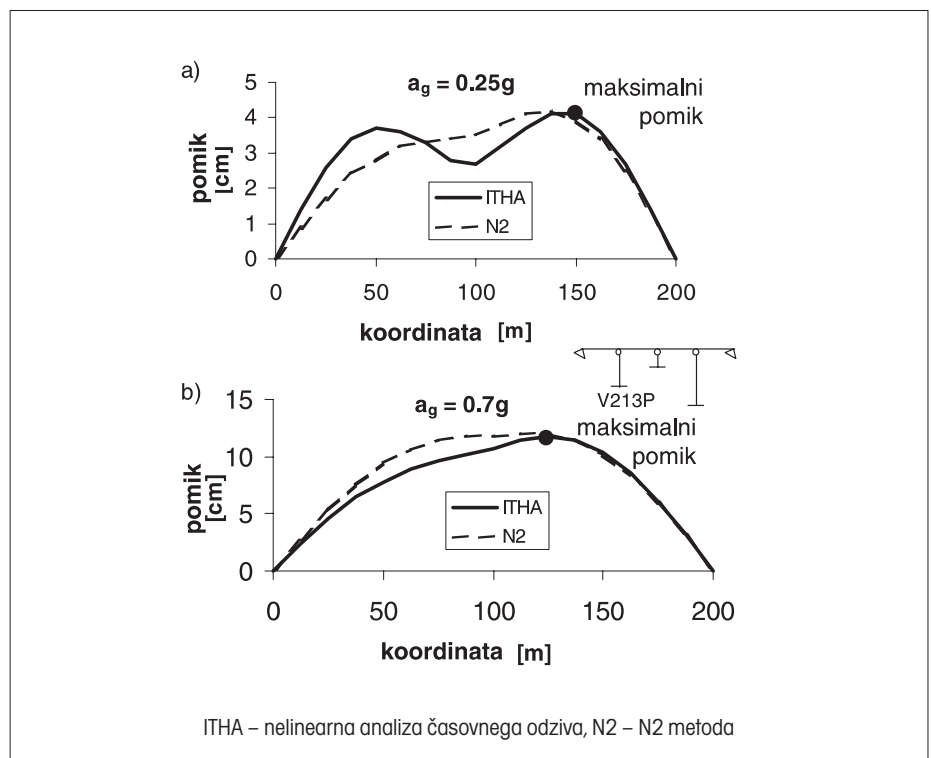 a)
a_g = 0.25g
maksimalni
pomik
pomik
[cm]
5
4
3
2
1
0
ITHA
N2
0 50 100 150 200
koordinata [m]
V213P
b)
a_g = 0.7g
maksimalni
pomik
pomik
[cm]
15
10
5
0
ITHA
N2
0 50 100 150 200
koordinata [m]
ITHA – nelinearna analiza časovnega odziva, N2 – N2 metoda